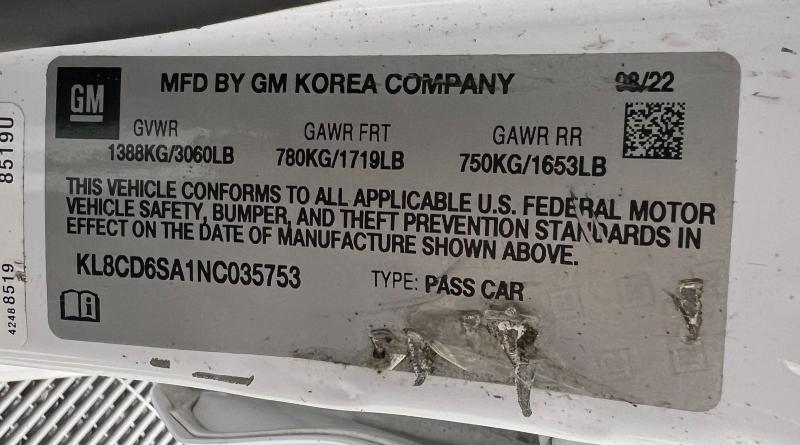 MFD BY GM KOREA COMPANY 08/22
GM
GVWR GAWR FRT GAWR RR
1388KG/3060LB 780KG/1719LB 750KG/1653LB
THIS VEHICLE CONFORMS TO ALL APPLICABLE U.S. FEDERAL MOTOR
VEHICLE SAFETY, BUMPER, AND THEFT PREVENTION STANDARDS IN
EFFECT ON THE DATE OF MANUFACTURE SHOWN ABOVE.
KL8CD6SA1NC035753 TYPE: PASS CAR
8519U
42488519